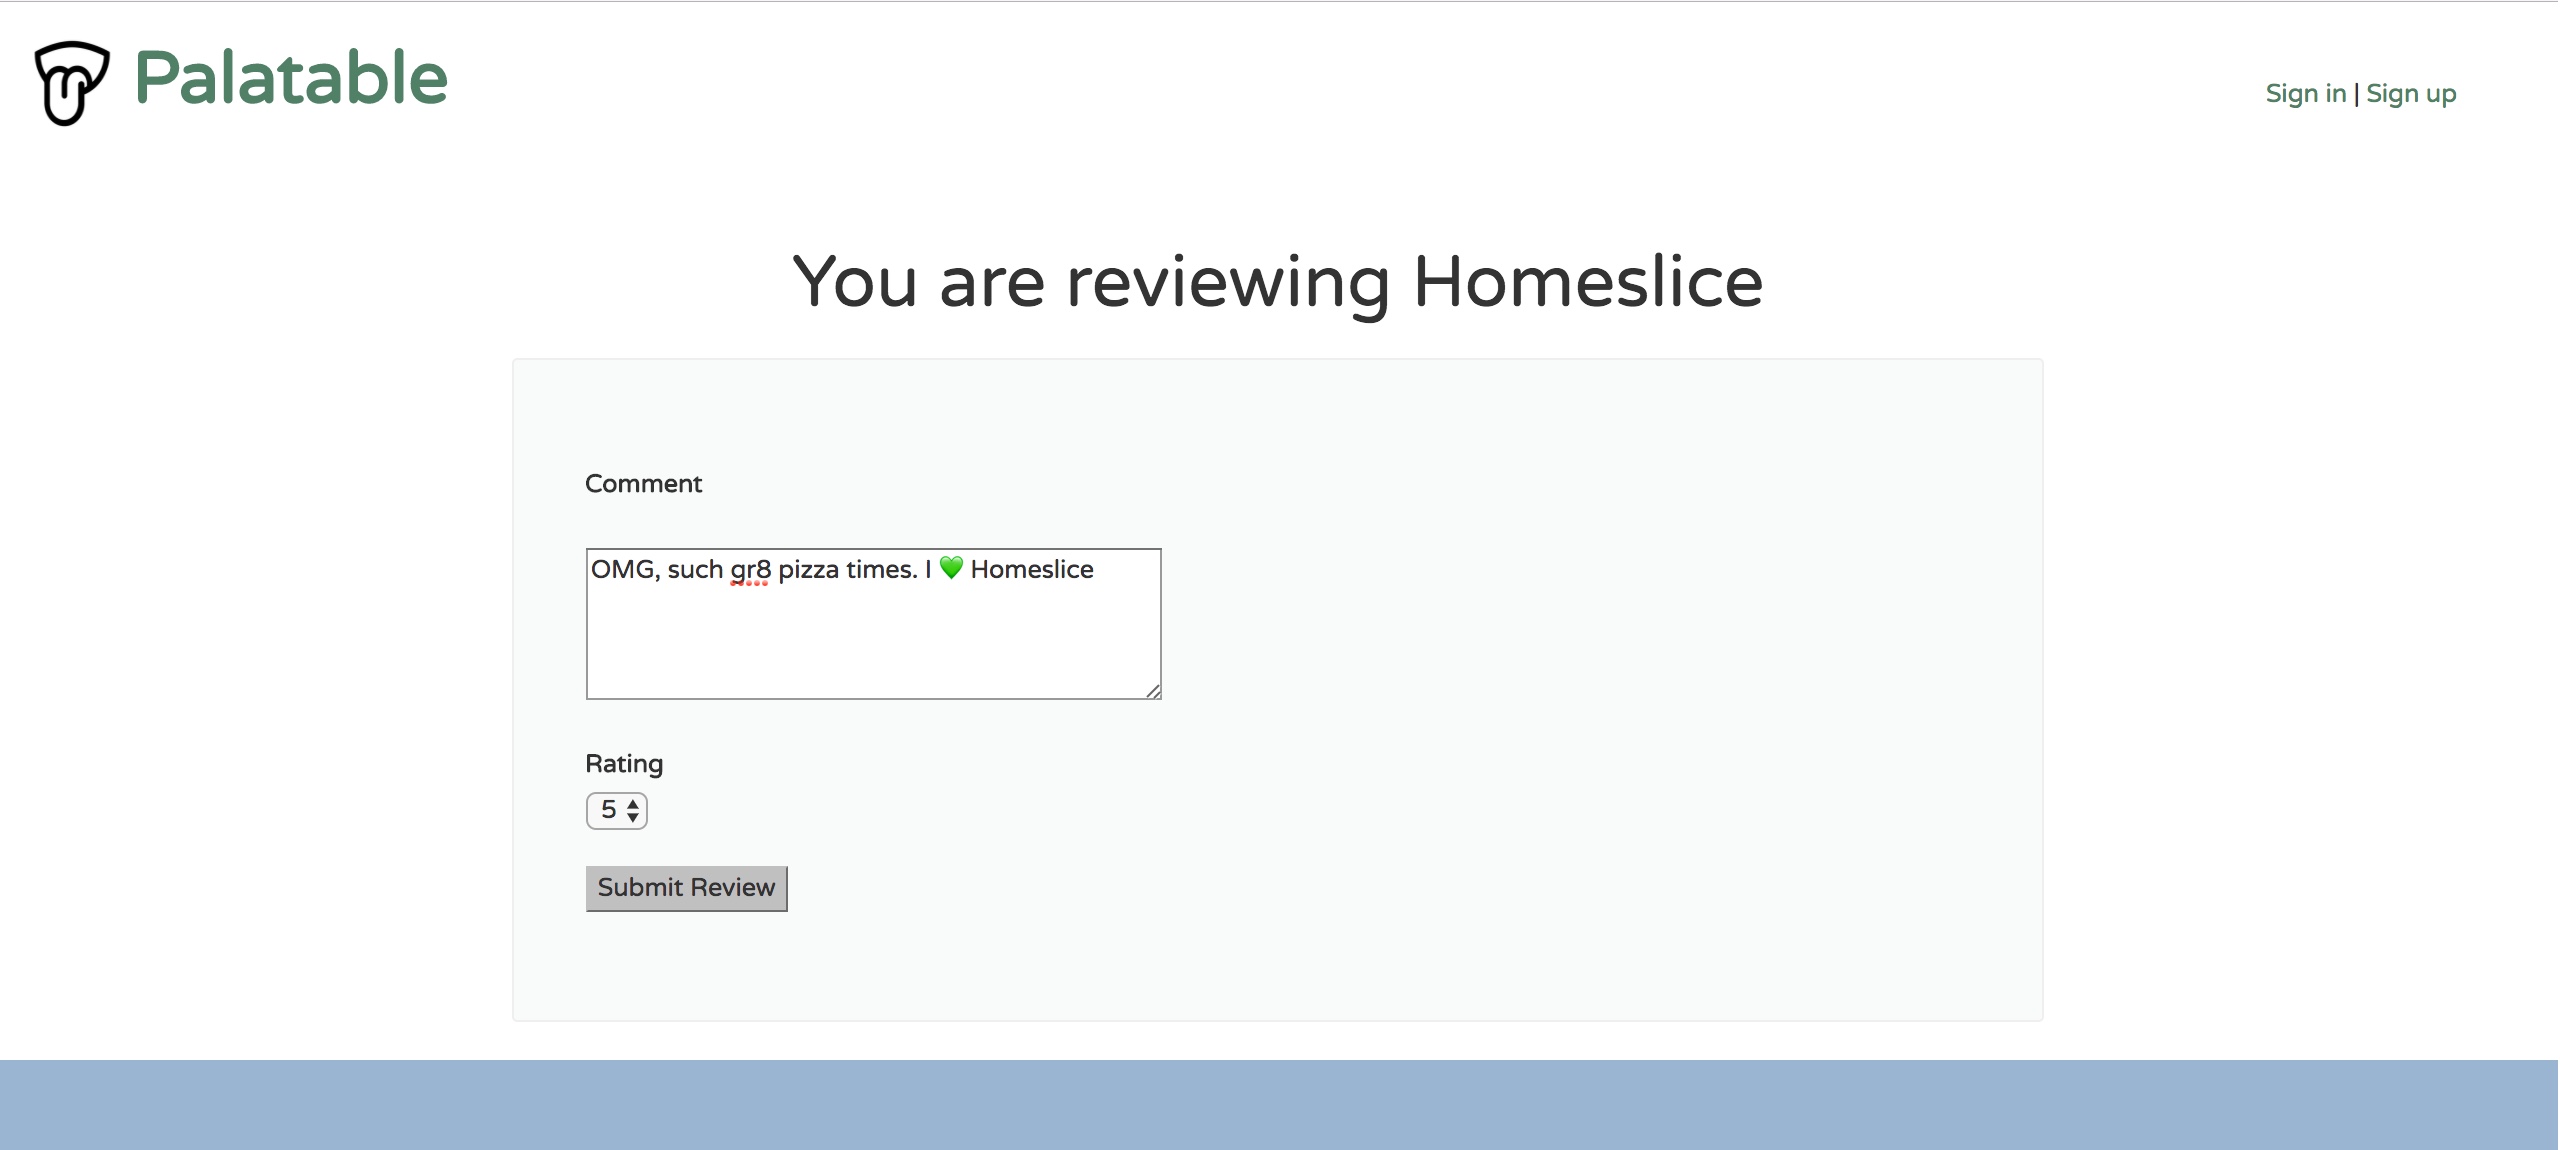 Palatable
Sign in | Sign up
You are reviewing Homeslice
Comment
OMG, such gr8 pizza times. I 💚 Homeslice
Rating
5
Submit Review